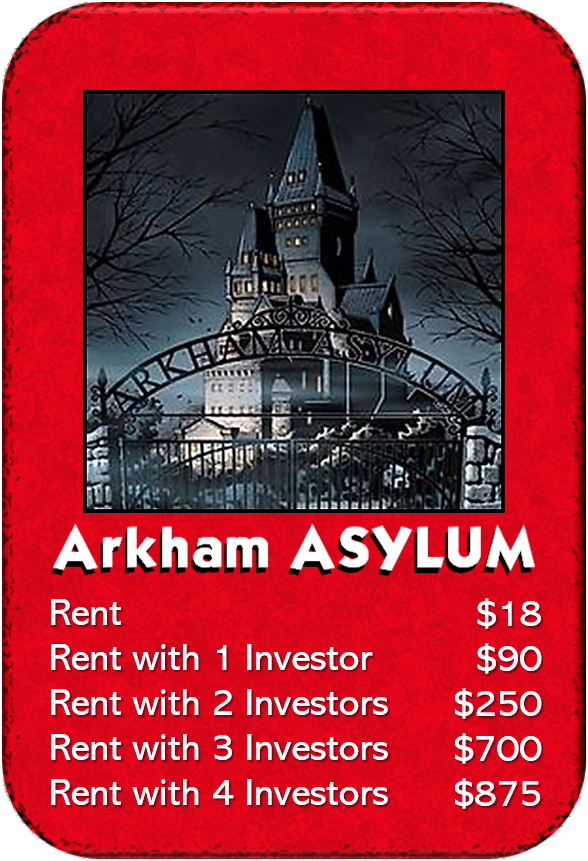 ARKHAM ASYLUM
Arkham ASYLUM
Rent $18
Rent with 1 Investor $90
Rent with 2 Investors $250
Rent with 3 Investors $700
Rent with 4 Investors $875